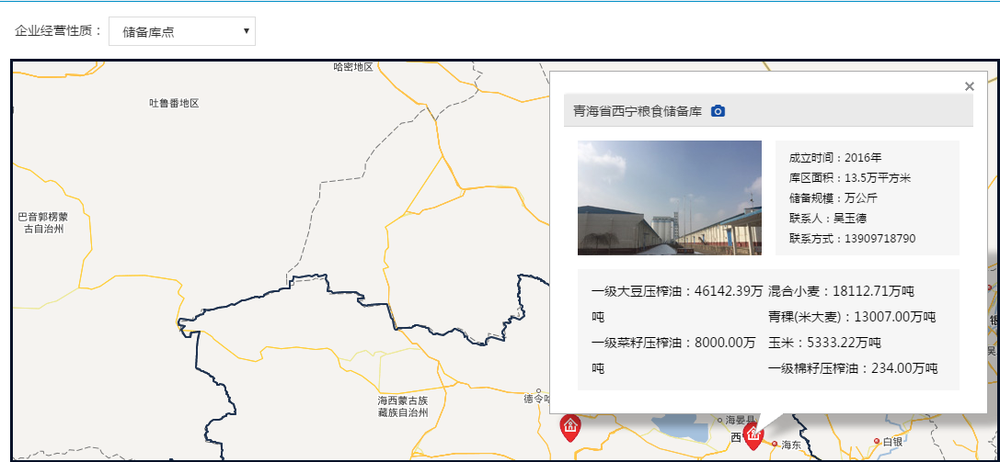 企业经营性质： 储备库点
哈密地区
吐鲁番地区
青海省西宁粮食储备库
成立时间：2016年
库区面积：13.5万平方米
储备规模：万公斤
联系人：吴玉德
联系方式：13909718790
巴音郭楞蒙
古自治州
一级大豆压榨油：46142.39万
吨
一级菜籽压榨油：8000.00万
吨
混合小麦：18112.71万吨
青稞(米大麦)：13007.00万吨
玉米：5333.22万吨
一级棉籽压榨油：234.00万吨
银
吴
德令哈
海西蒙古族
藏族自治州
海晏县
西
海东
白银